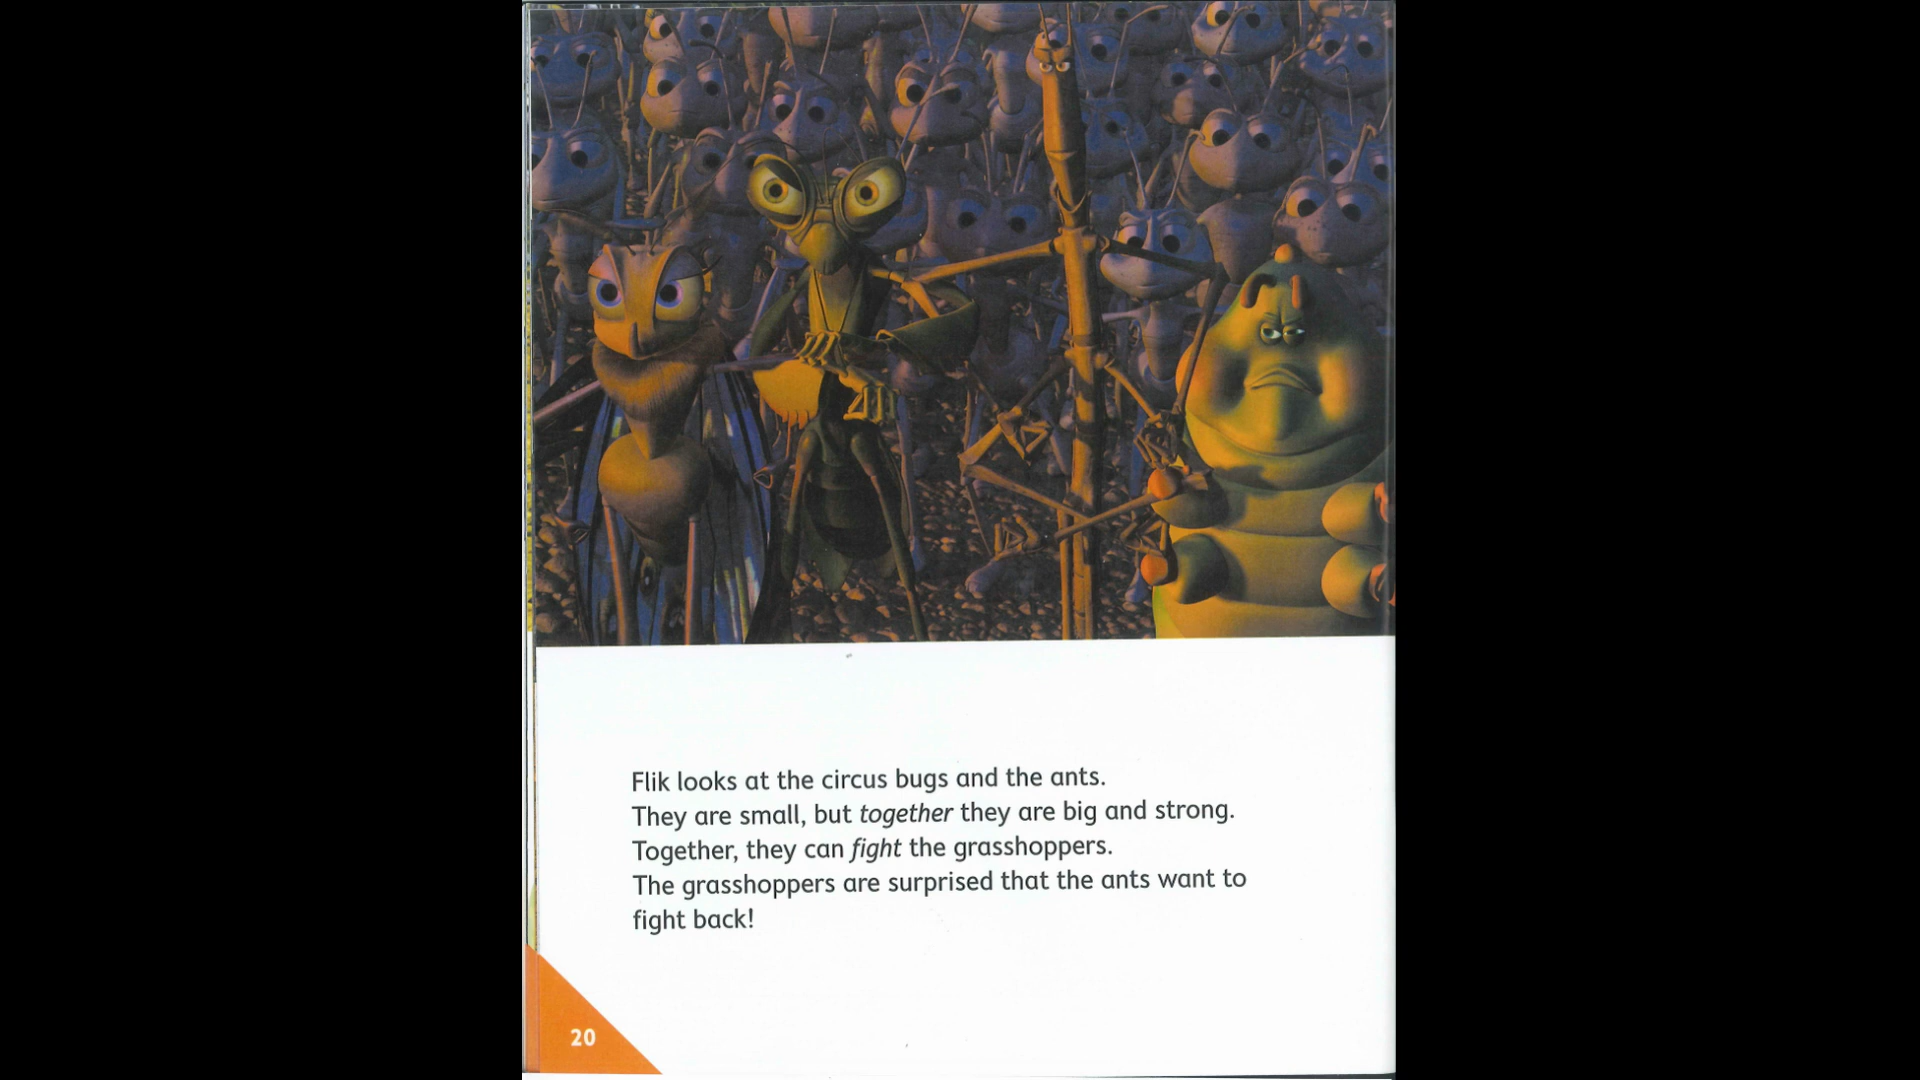 Flik looks at the circus bugs and the ants.
They are small, but together they are big and strong.
Together, they can fight the grasshoppers.
The grasshoppers are surprised that the ants want to
fight back!
20